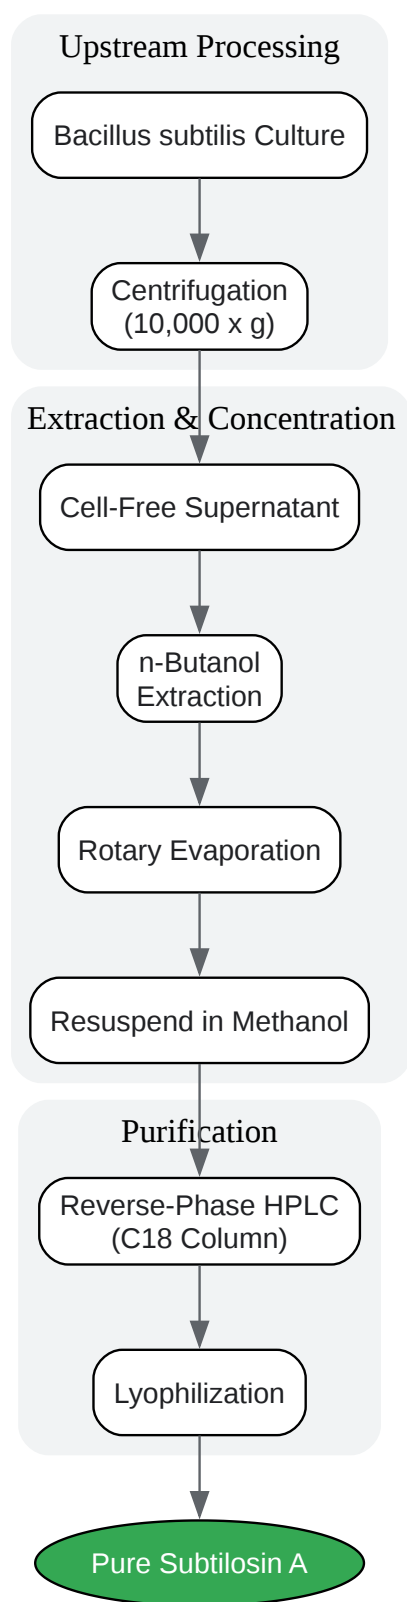 Upstream Processing
Bacillus subtilis Culture
Centrifugation
(10,000 x g)
Extraction & Concentration
Cell-Free Supernatant
n-Butanol
Extraction
Rotary Evaporation
Resuspend in Methanol
Purification
Reverse-Phase HPLC
(C18 Column)
Lyophilization
Pure Subtilosin A